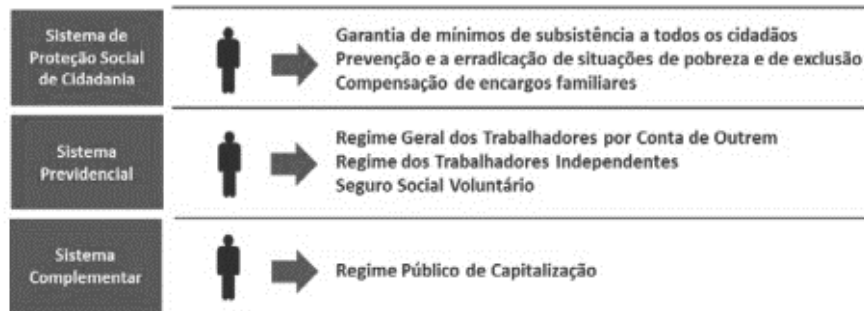 Sistema de
Proteção Social
de Cidadania
Garantia de mínimos de subsistência a todos os cidadãos
Prevenção e a erradicação de situações de pobreza e de exclusão
Compensação de encargos familiares
Sistema
Previdencial
Regime Geral dos Trabalhadores por Conta de Outrem
Regime dos Trabalhadores Independentes
Seguro Social Voluntário
Sistema
Complementar
Regime Público de Capitalização